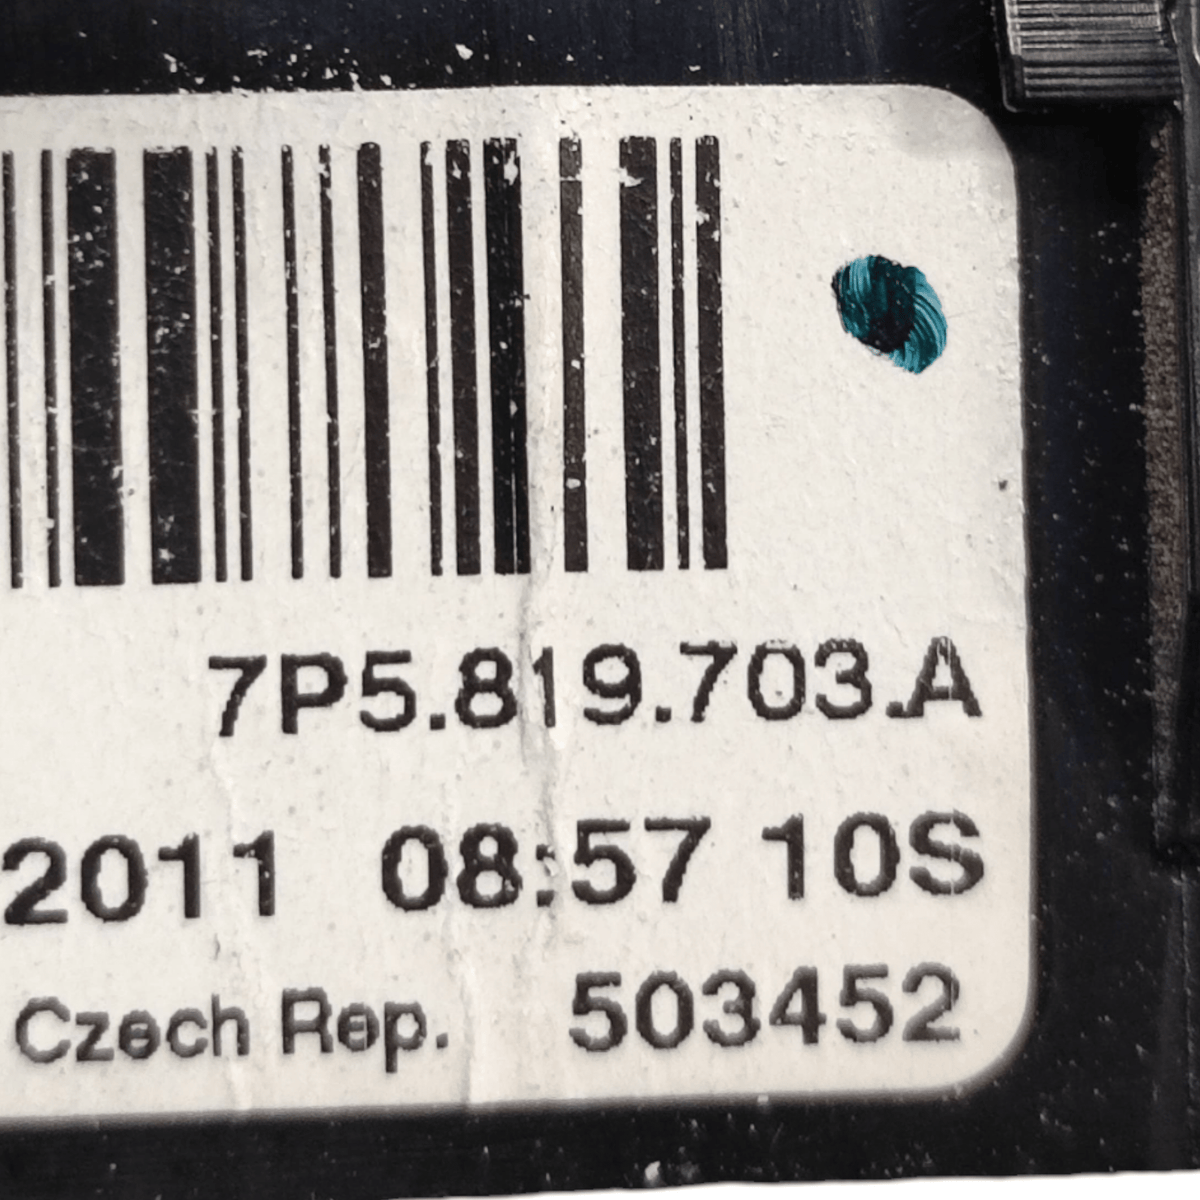 7P5.819.703.A
2011 08:57 10S
Czech Rep. 503452